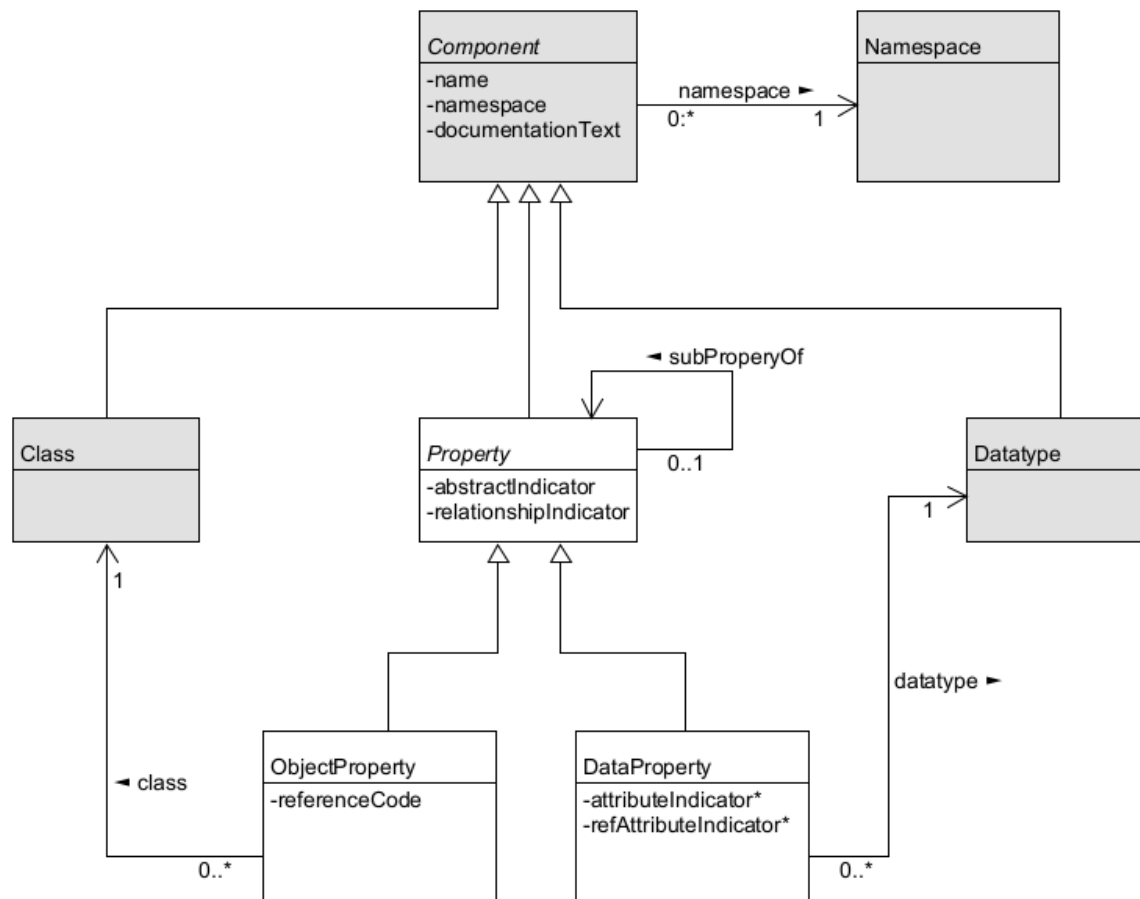 Component
-name
-namespace
-documentationText
namespace ►
0:*
1
Namespace
◄ subProperyOf
Class
Property
-abstractIndicator
-relationshipIndicator
0..1
Datatype
1
1
datatype ►
◄ class
ObjectProperty
-referenceCode
0..*
DataProperty
-attributeIndicator*
-refAttributeIndicator*
0..*